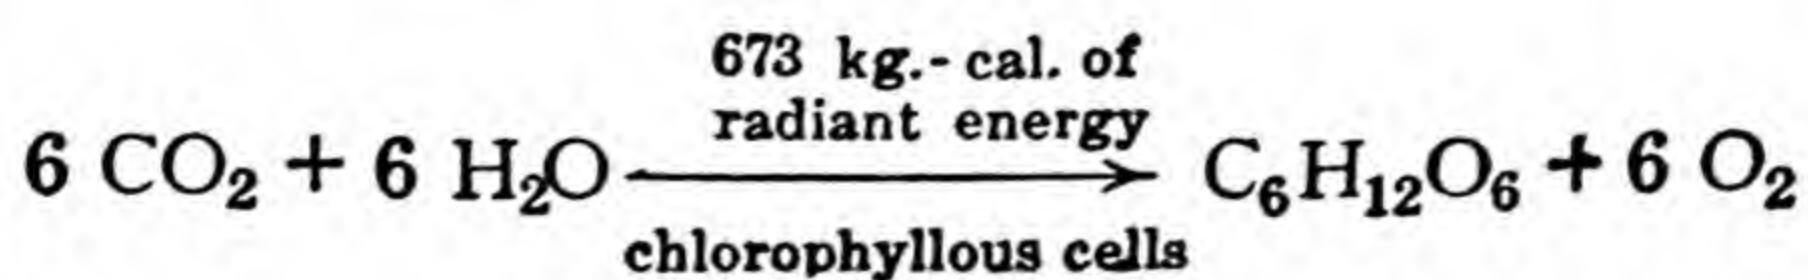 673 kg.-cal. of
radiant energy
6 CO₂ + 6 H₂O ⟶ C₆H₁₂O₆ + 6 O₂
chlorophyllous cells